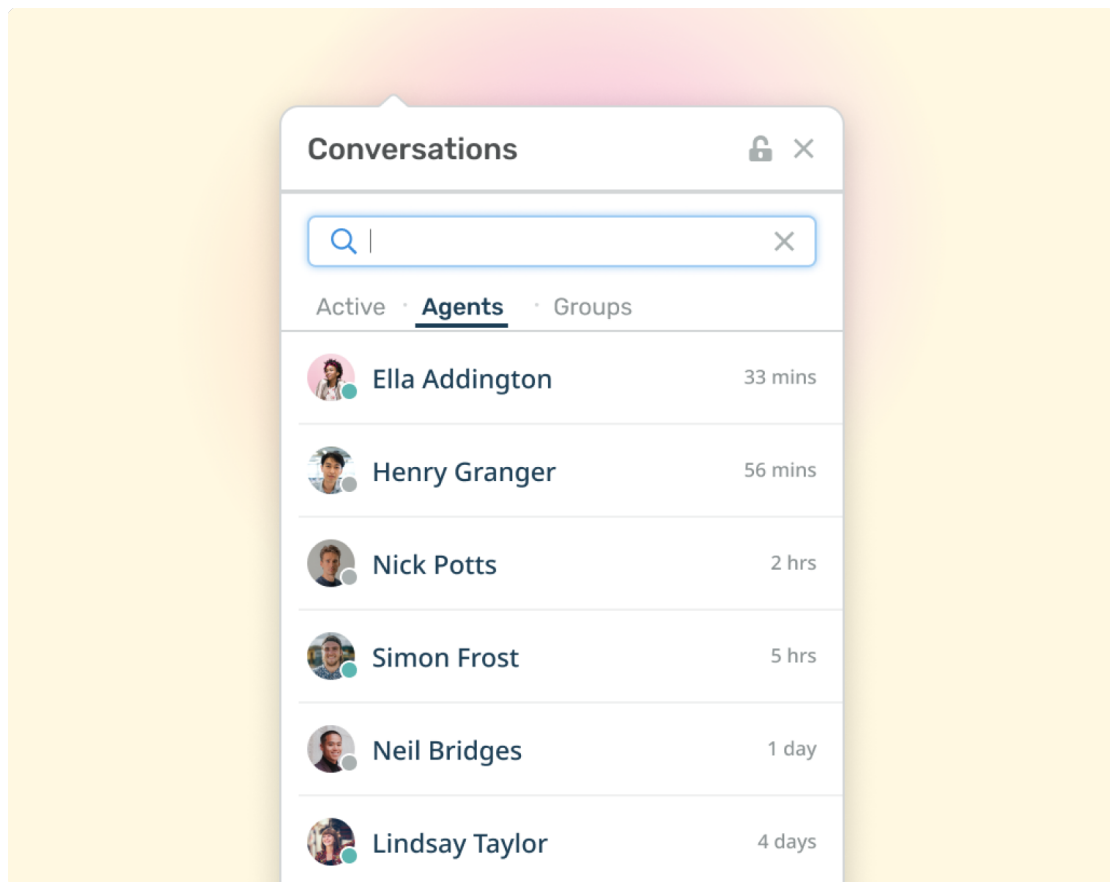 Conversations
Active · Agents · Groups
Ella Addington 33 mins
Henry Granger 56 mins
Nick Potts 2 hrs
Simon Frost 5 hrs
Neil Bridges 1 day
Lindsay Taylor 4 days